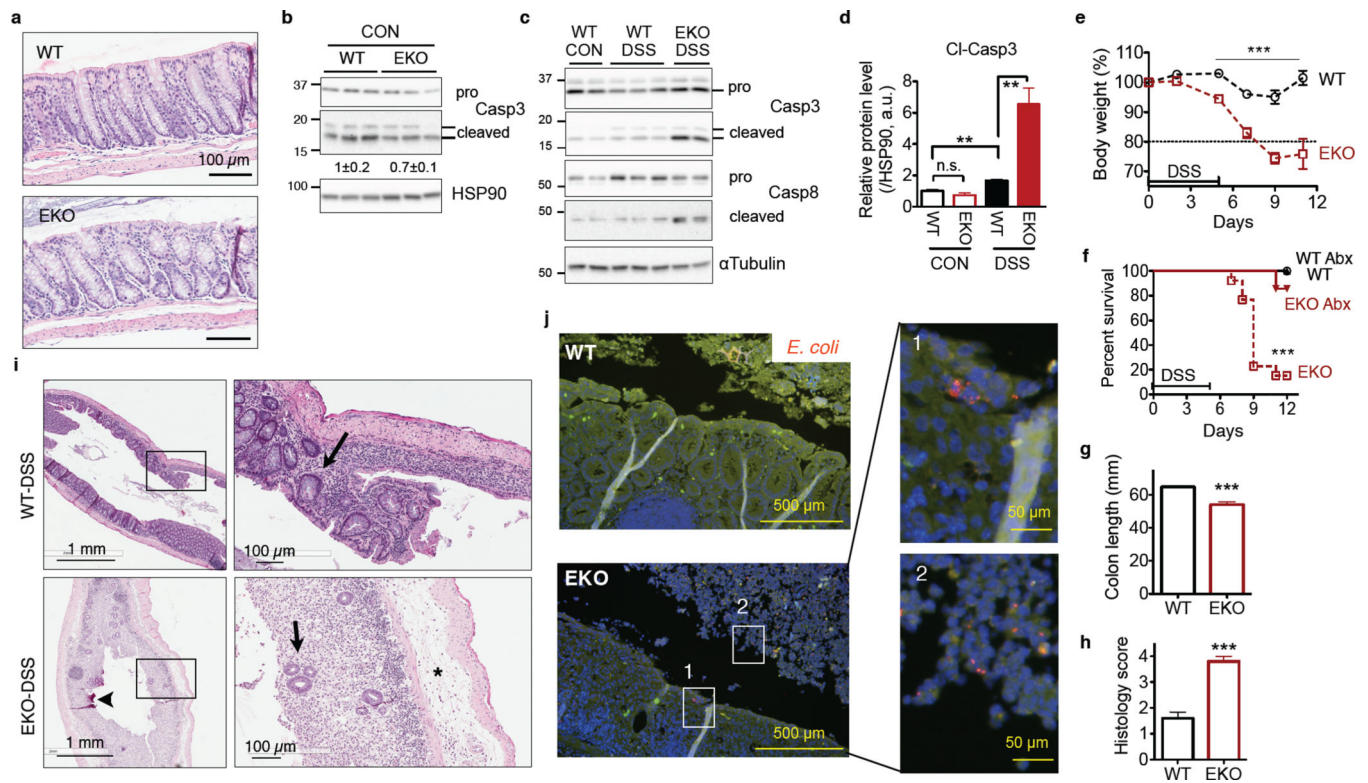 a
WT
100 µm
EKO
b
CON
WT EKO
37
pro
Casp3
20
cleaved
15
1±0.2 0.7±0.1
100
HSP90
c
WT CON WT DSS EKO DSS
37
pro
Casp3
20
cleaved
15
75
pro
50
Casp8
50
cleaved
50
αTubulin
d
Cl-Casp3
Relative protein level
(/HSP90, a.u.)
8
6
4
2
0
**
n.s.
**
WT EKO WT EKO
CON DSS
e
Body weight (%)
110
100
90
80
70
***
WT
EKO
DSS
0 3 6 9 12
Days
f
Percent survival
100
80
60
40
20
0
WT Abx
WT
EKO Abx
***
EKO
DSS
0 3 6 9 12
Days
g
Colon length (mm)
60
40
20
0
***
WT EKO
h
Histology score
4
3
2
1
0
***
WT EKO
i
WT-DSS
1 mm
100 µm
EKO-DSS
1 mm
*
100 µm
j
WT
E. coli
500 µm
EKO
2
1
500 µm
1
50 µm
2
50 µm